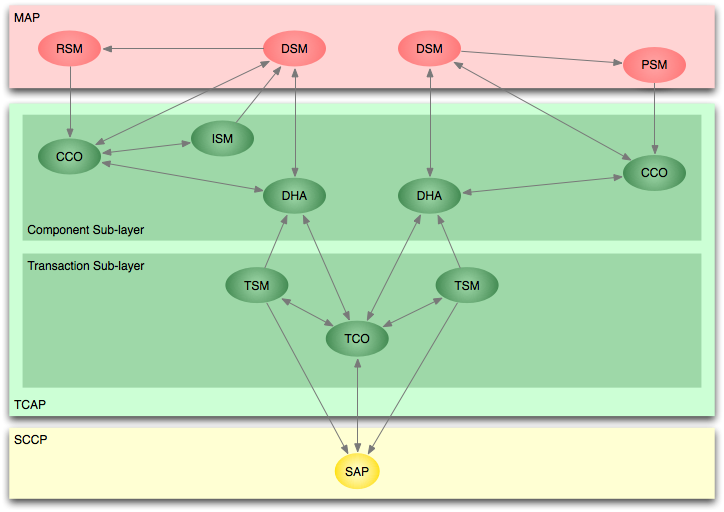 MAP
RSM
DSM
DSM
PSM
ISM
CCO
CCO
DHA
DHA
Component Sub-layer
Transaction Sub-layer
TSM
TSM
TCO
TCAP
SCCP
SAP